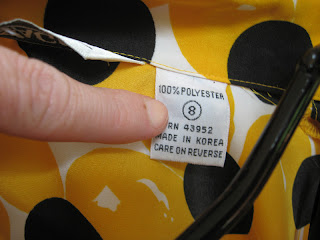 100% POLYESTER
8
RN 43952
MADE IN KOREA
CARE ON REVERSE